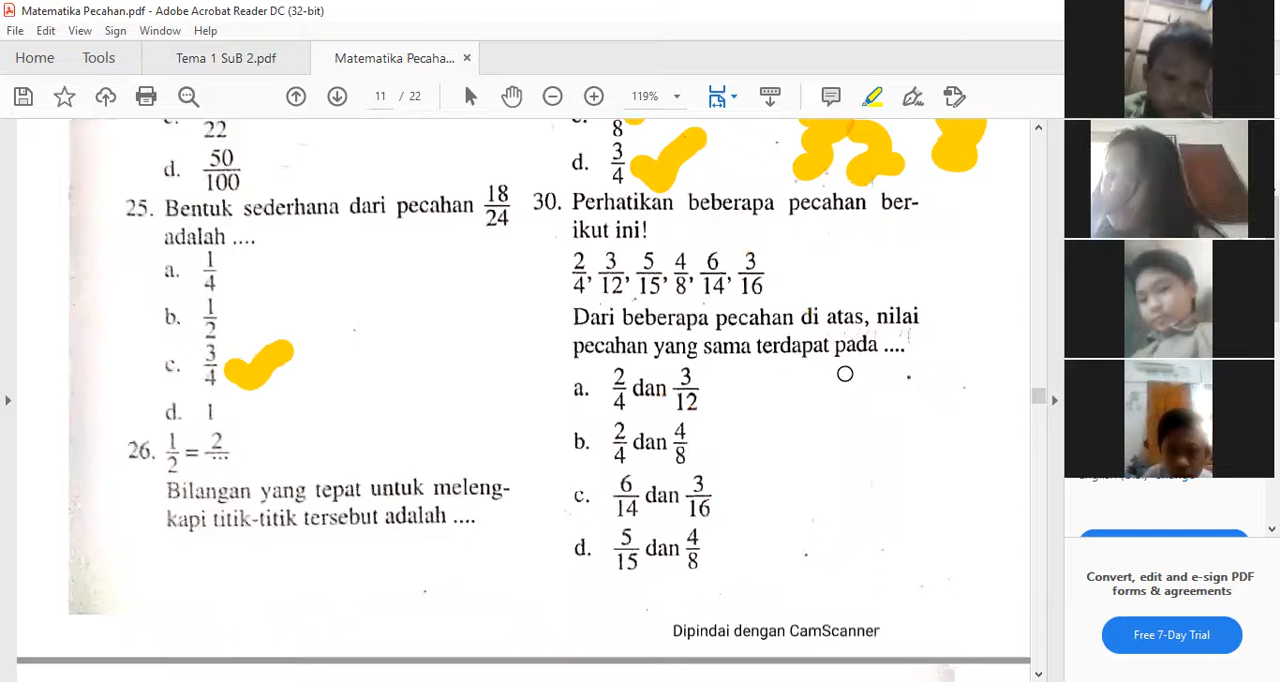 Matematika Pecahan.pdf - Adobe Acrobat Reader DC (32-bit)
File Edit View Sign Window Help
Home Tools Tema 1 SuB 2.pdf Matematika Pecaha... ×
11 / 22 119%
22
d. 50/100
25. Bentuk sederhana dari pecahan 18/24
adalah ....
a. 1/4
b. 1/2
c. 3/4
d. 1
26. 1/2 = 2/...
Bilangan yang tepat untuk meleng-
kapi titik-titik tersebut adalah ....
8
d. 3/4
30. Perhatikan beberapa pecahan ber-
ikut ini!
2/4, 3/12, 5/15, 4/8, 6/14, 3/16
Dari beberapa pecahan di atas, nilai
pecahan yang sama terdapat pada ....
a. 2/4 dan 3/12
b. 2/4 dan 4/8
c. 6/14 dan 3/16
d. 5/15 dan 4/8
Dipindai dengan CamScanner
Convert, edit and e-sign PDF
forms & agreements
Free 7-Day Trial